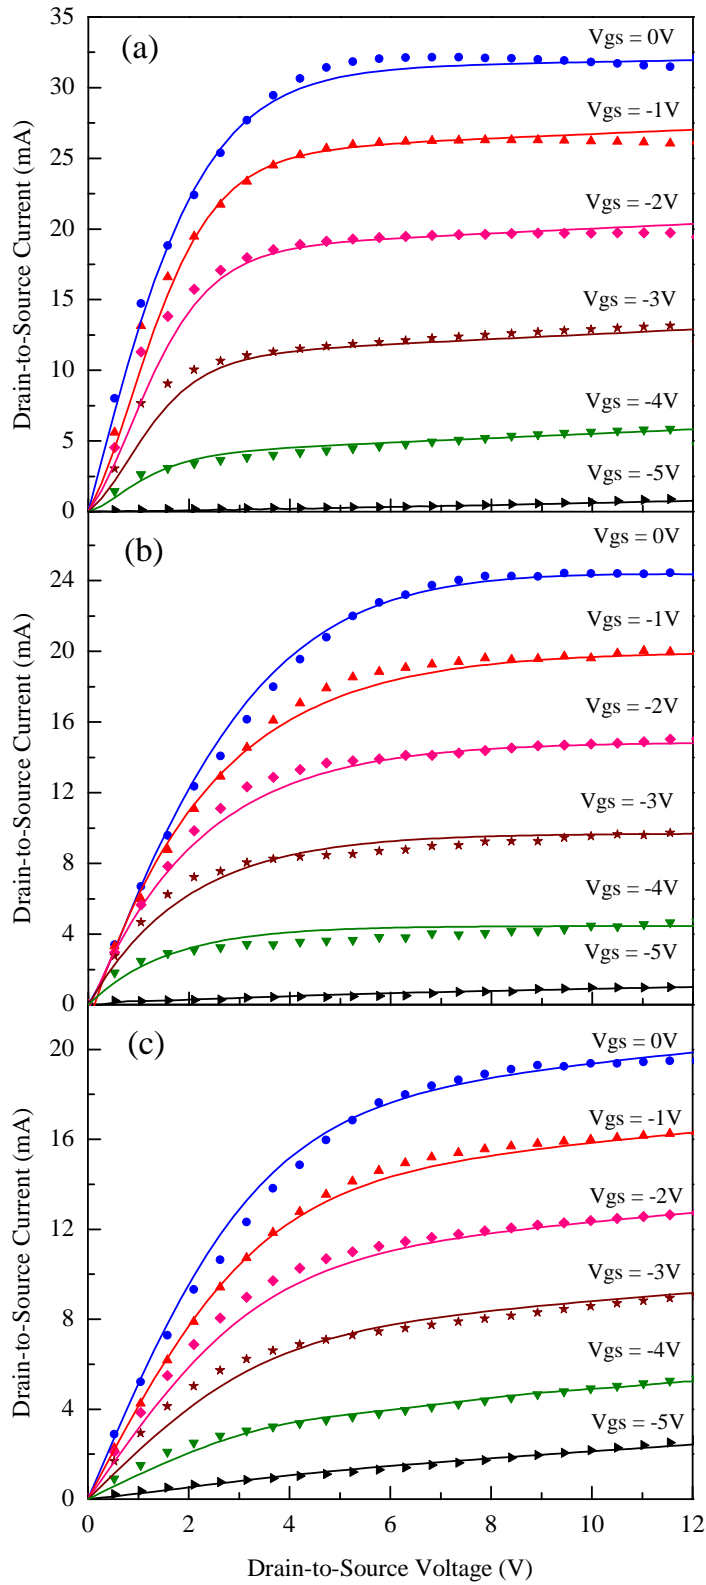 (a)
Vgs = 0V
Vgs = -1V
Vgs = -2V
Vgs = -3V
Vgs = -4V
Vgs = -5V
35
30
25
20
15
10
5
0
Drain-to-Source Current (mA)
(b)
Vgs = 0V
Vgs = -1V
Vgs = -2V
Vgs = -3V
Vgs = -4V
Vgs = -5V
24
20
16
12
8
4
0
Drain-to-Source Current (mA)
(c)
Vgs = 0V
Vgs = -1V
Vgs = -2V
Vgs = -3V
Vgs = -4V
Vgs = -5V
20
16
12
8
4
0
Drain-to-Source Current (mA)
0 2 4 6 8 10 12
Drain-to-Source Voltage (V)